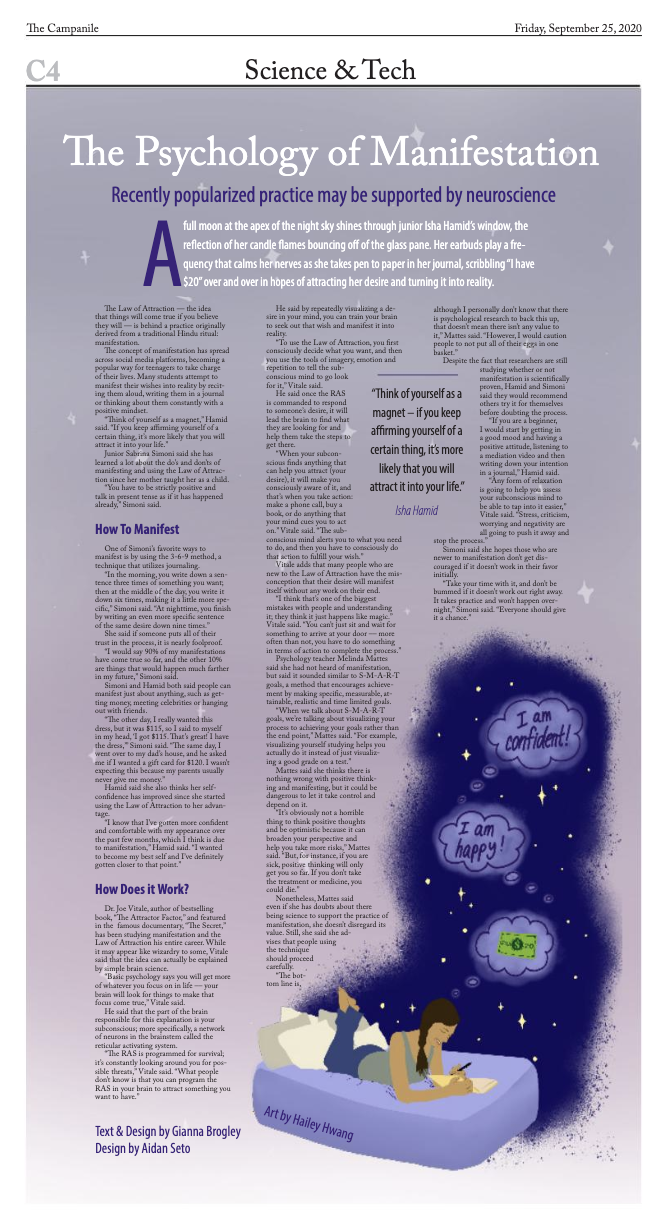 The Campanile
Friday, September 25, 2020
C4
Science & Tech
The Psychology of Manifestation
Recently popularized practice may be supported by neuroscience
A full moon at the apex of the night sky shines through junior Isha Hamid's window, the
reflection of her candle flames bouncing off of the glass pane. Her earbuds play a fre-
quency that calms her nerves as she takes pen to paper in her journal, scribbling "I have
$20" over and over in hopes of attracting her desire and turning it into reality.
The Law of Attraction — the idea
that things will come true if you believe
they will — is behind a practice originally
derived from a traditional Hindu ritual:
manifestation.
The concept of manifestation has spread
across social media platforms, becoming a
popular way for teenagers to take charge
of their lives. Many students attempt to
manifest their wishes into reality by recit-
ing them aloud, writing them in a journal
or thinking about them constantly with a
positive mindset.
"Think of yourself as a magnet," Hamid
said. "If you keep affirming yourself of a
certain thing, it's more likely that you will
attract it into your life."
Junior Sabrina Simoni said she has
learned a lot about the do's and don'ts of
manifesting and using the Law of Attrac-
tion since her mother taught her as a child.
"You have to be strictly positive and
talk in present tense as if it has happened
already," Simoni said.
How To Manifest
One of Simoni's favorite ways to
manifest is by using the 3-6-9 method, a
technique that utilizes journaling.
"In the morning, you write down a sen-
tence three times of something you want;
then at the middle of the day, you write it
down six times, making it a little more spe-
cific," Simoni said. "At nighttime, you finish
by writing an even more specific sentence
of the same desire down nine times."
She said if someone puts all of their
trust in the process, it is nearly foolproof.
"I would say 90% of my manifestations
have come true so far, and the other 10%
are things that would happen much farther
in my future," Simoni said.
Simoni and Hamid both said people can
manifest just about anything, such as get-
ting money, meeting celebrities or hanging
out with friends.
"The other day, I really wanted this
dress, but it was $115, so I said to myself
in my head, 'I got $115. That's great! I have
the dress,'" Simoni said. "The same day, I
went over to my dad's house, and he asked
me if I wanted a gift card for $120. I wasn't
expecting this because my parents usually
never give me money."
Hamid said she also thinks her self-
confidence has improved since she started
using the Law of Attraction to her advan-
tage.
"I know that I've gotten more confident
and comfortable with my appearance over
the past few months, which I think is due
to manifestation," Hamid said. "I wanted
to become my best self and I've definitely
gotten closer to that point."
How Does it Work?
Dr. Joe Vitale, author of bestselling
book, "The Attractor Factor," and featured
in the famous documentary, "The Secret,"
has been studying manifestation and the
Law of Attraction his entire career. While
it may appear like wizardry to some, Vitale
said that the idea can actually be explained
by simple brain science.
"Basic psychology says you will get more
of whatever you focus on in life — your
brain will look for things to make that
focus come true," Vitale said.
He said that the part of the brain
responsible for this explanation is your
subconscious; more specifically, a network
of neurons in the brainstem called the
reticular activating system.
"The RAS is programmed for survival;
it's constantly looking around you for pos-
sible threats," Vitale said. "What people
don't know is that you can program the
RAS in your brain to attract something you
want to have."
Text & Design by Gianna Brogley
Design by Aidan Seto
He said by repeatedly visualizing a de-
sire in your mind, you can train your brain
to seek out that wish and manifest it into
reality.
"To use the Law of Attraction, you first
consciously decide what you want, and then
you use the tools of imagery, emotion and
repetition to tell the sub-
conscious mind to go look
for it," Vitale said.
He said once the RAS
is commanded to respond
to someone's desire, it will
lead the brain to find what
they are looking for and
help them take the steps to
get there.
"When your subcon-
scious finds anything that
can help you attract (your
desire), it will make you
consciously aware of it, and
that's when you take action:
make a phone call, buy a
book, or do anything that
your mind cues you to act
on." Vitale said. "The sub-
conscious mind alerts you to what you need
to do, and then you have to consciously do
that action to fulfill your wish."
Vitale adds that many people who are
new to the Law of Attraction have the mis-
conception that their desire will manifest
itself without any work on their end.
"I think that's one of the biggest
mistakes with people and understanding
it; they think it just happens like magic."
Vitale said. "You can't just sit and wait for
something to arrive at your door — more
often than not, you have to do something
in terms of action to complete the process."
Psychology teacher Melinda Mattes
said she had not heard of manifestation,
but said it sounded similar to S-M-A-R-T
goals, a method that encourages achieve-
ment by making specific, measurable, at-
tainable, realistic and time limited goals.
"When we talk about S-M-A-R-T
goals, we're talking about visualizing your
process to achieving your goals rather than
the end point," Mattes said. "For example,
visualizing yourself studying helps you
actually do it instead of just visualiz-
ing a good grade on a test."
Mattes said she thinks there is
nothing wrong with positive think-
ing and manifesting, but it could be
dangerous to let it take control and
depend on it.
"It's obviously not a horrible
thing to think positive thoughts
and be optimistic because it can
broaden your perspective and
help you take more risks," Mattes
said. "But, for instance, if you are
sick, positive thinking will only
get you so far. If you don't take
the treatment or medicine, you
could die."
Nonetheless, Mattes said
even if she has doubts about there
being science to support the practice of
manifestation, she doesn't disregard its
value. Still, she said she ad-
vises that people using
the technique
should proceed
carefully.
"The bot-
tom line is,
"Think of yourself as a
magnet – if you keep
affirming yourself of a
certain thing, it's more
likely that you will
attract it into your life."
Isha Hamid
although I personally don't know that there
is psychological research to back this up,
that doesn't mean there isn't any value to
it," Mattes said. "However, I would caution
people to not put all of their eggs in one
basket."
Despite the fact that researchers are still
studying whether or not
manifestation is scientifically
proven, Hamid and Simoni
said they would recommend
others try it for themselves
before doubting the process.
"If you are a beginner,
I would start by getting in
a good mood and having a
positive attitude, listening to
a mediation video and then
writing down your intention
in a journal," Hamid said.
"Any form of relaxation
is going to help you assess
your subconscious mind to
be able to tap into it easier,"
Vitale said. "Stress, criticism,
worrying and negativity are
all going to push it away and
stop the process."
Simoni said she hopes those who are
newer to manifestation don't get dis-
couraged if it doesn't work in their favor
initially.
"Take your time with it, and don't be
bummed if it doesn't work out right away.
It takes practice and won't happen over-
night," Simoni said. "Everyone should give
it a chance."
I am
confident!
I am
happy!
Art by Hailey Hwang